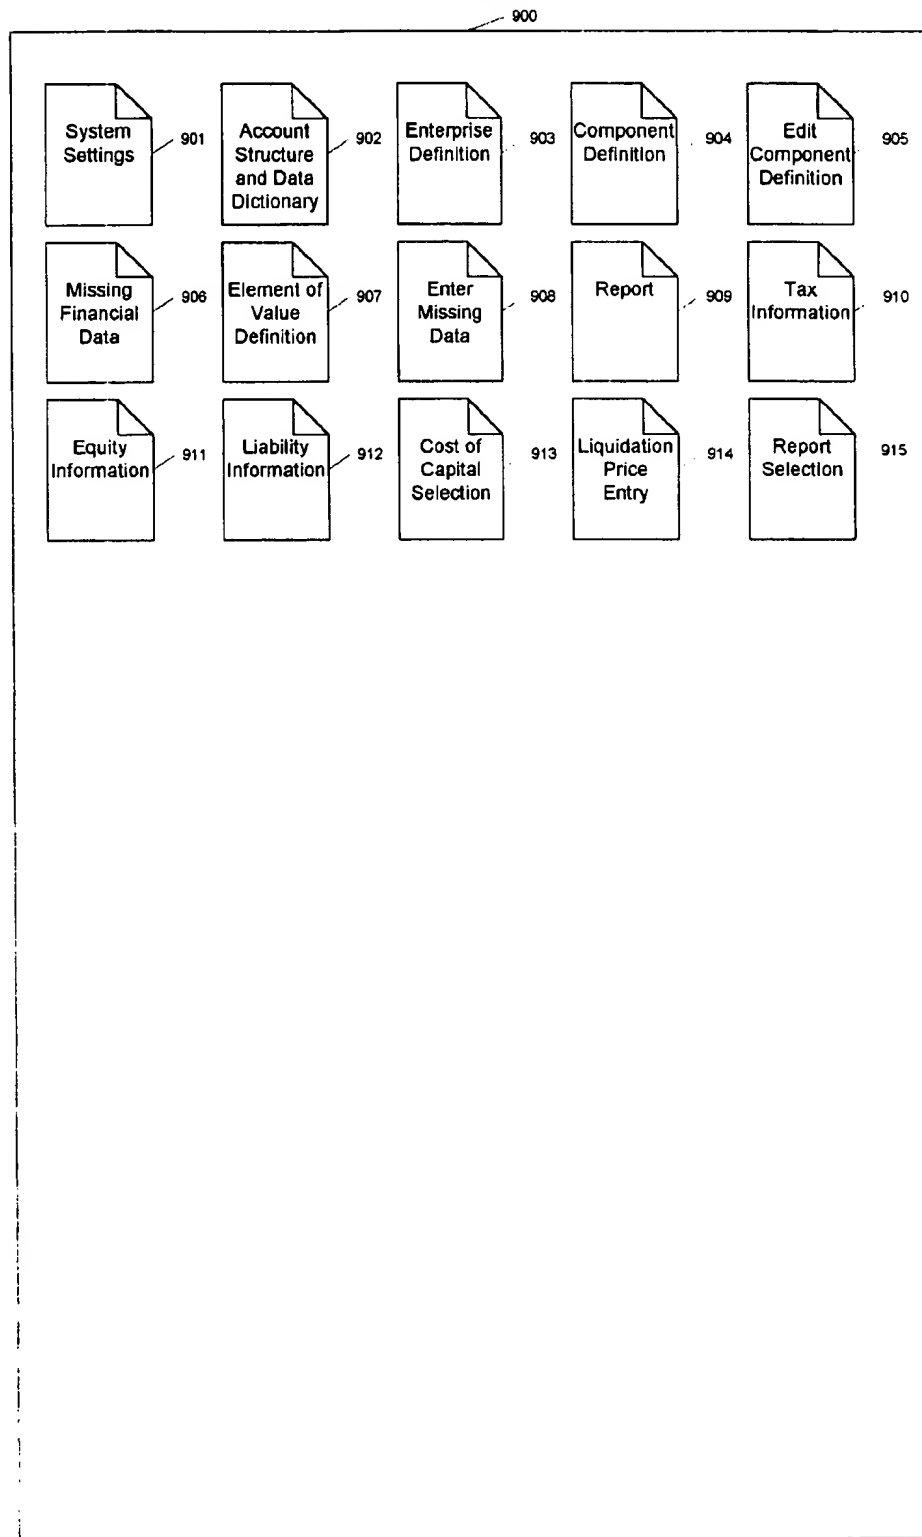 900
System
Settings
901
Account
Structure
and Data
Dictionary
902
Enterprise
Definition
903
Component
Definition
904
Edit
Component
Definition
905
Missing
Financial
Data
906
Element of
Value
Definition
907
Enter
Missing
Data
908
Report
909
Tax
Information
910
Equity
Information
911
Liability
Information
912
Cost of
Capital
Selection
913
Liquidation
Price
Entry
914
Report
Selection
915